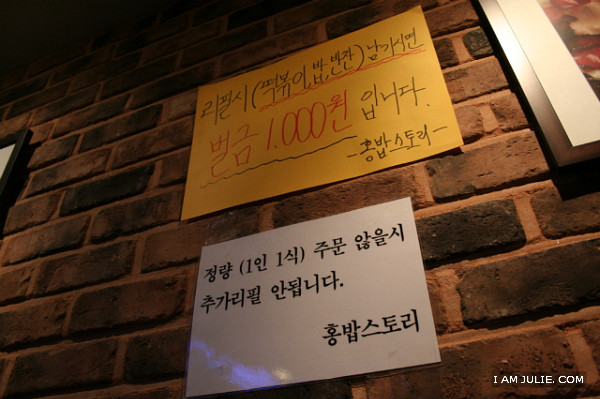 리필시(떡볶이,밥,반찬)남기시면
벌금 1.000원 입니다.
-홍밥스토리-
정량 (1인 1식) 주문 않을시
추가리필 안됩니다.
홍밥스토리
I AM JULIE. COM